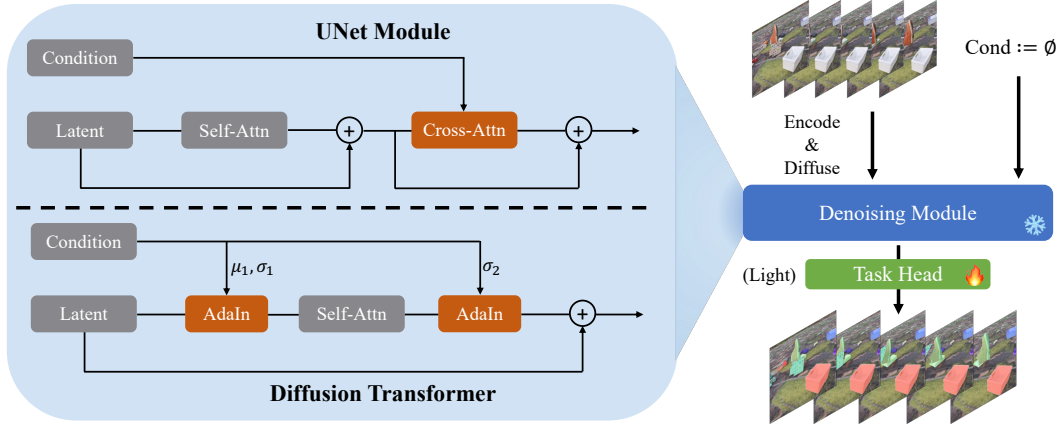 UNet Module
Condition
Latent
Self-Attn
+
Cross-Attn
+
Condition
μ₁, σ₁
σ₂
Latent
AdaIn
Self-Attn
AdaIn
+
Diffusion Transformer
Cond := ∅
Encode
&
Diffuse
Denoising Module
(Light)
Task Head